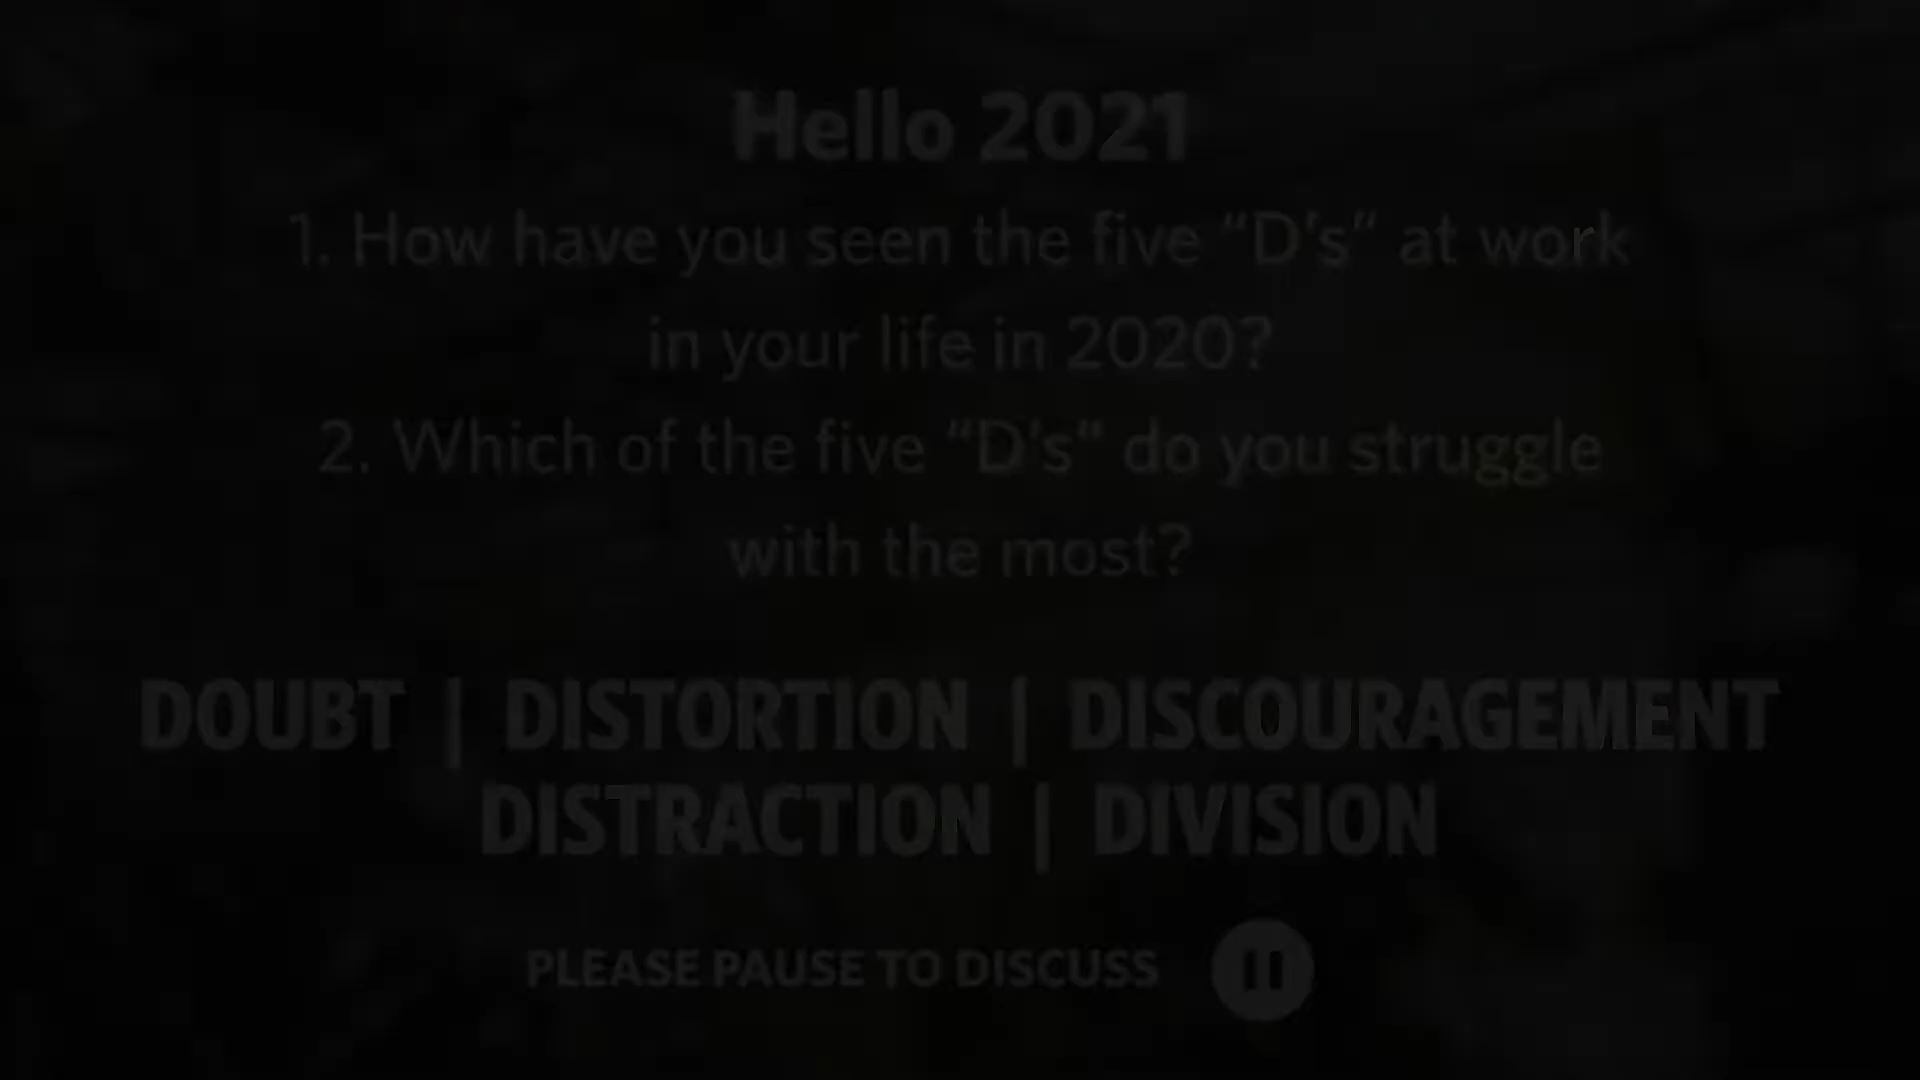 Hello 2021
1. How have you seen the five “D’s” at work
in your life in 2020?
2. Which of the five “D’s” do you struggle
with the most?
DOUBT | DISTORTION | DISCOURAGEMENT
DISTRACTION | DIVISION
PLEASE PAUSE TO DISCUSS